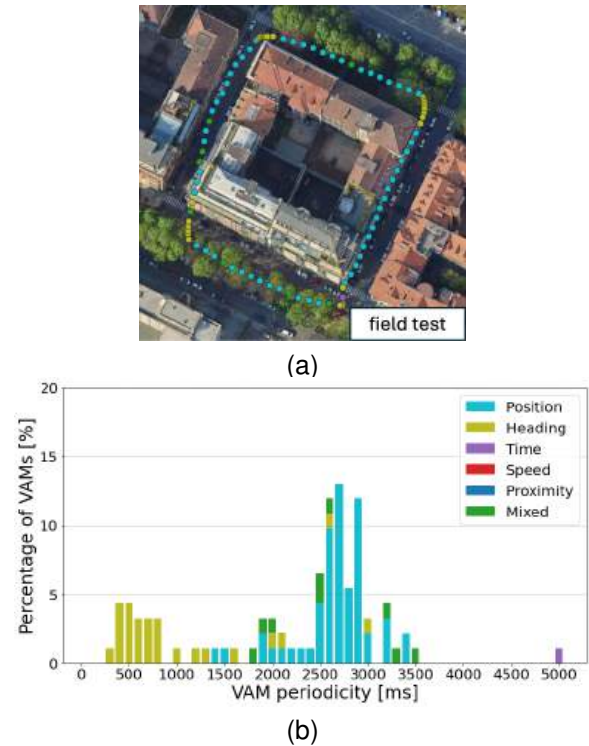 field test
(a)
20
15
10
5
0
Percentage of VAMs [%]
Position
Heading
Time
Speed
Proximity
Mixed
0 500 1000 1500 2000 2500 3000 3500 4000 4500 5000
VAM periodicity [ms]
(b)